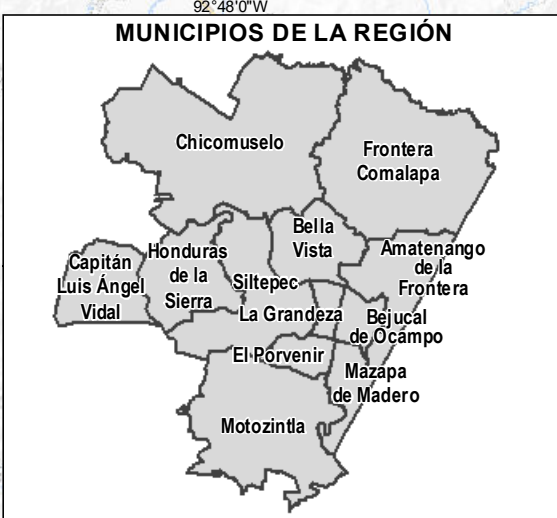 92°48'0"W
MUNICIPIOS DE LA REGIÓN
Chicomuselo
Frontera
Comalapa
Bella
Vista
Amatenango
de la
Frontera
Honduras
de la
Sierra
Capitán
Luis Ángel
Vidal
Siltepec
La Grandeza
Bejucal
de Ocampo
El Porvenir
Mazapa
de Madero
Motozintla